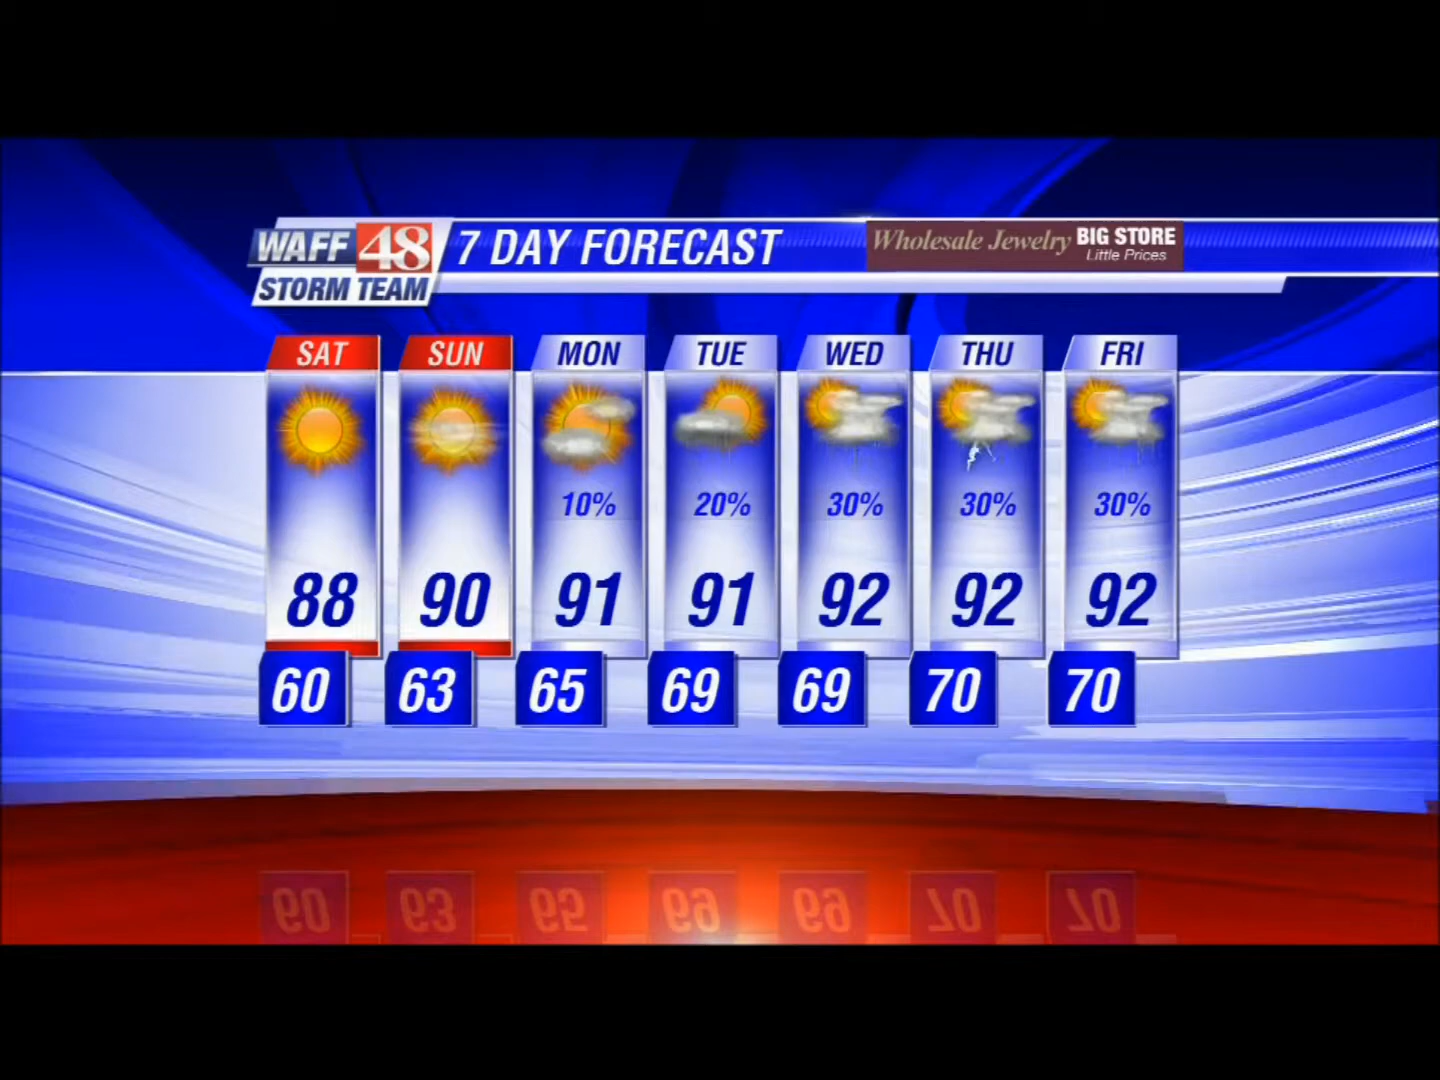 WAFF 48
STORM TEAM
7 DAY FORECAST
Wholesale Jewelry BIG STORE
Little Prices
SAT SUN MON TUE WED THU FRI
10% 20% 30% 30% 30%
88 90 91 91 92 92 92
60 63 65 69 69 70 70